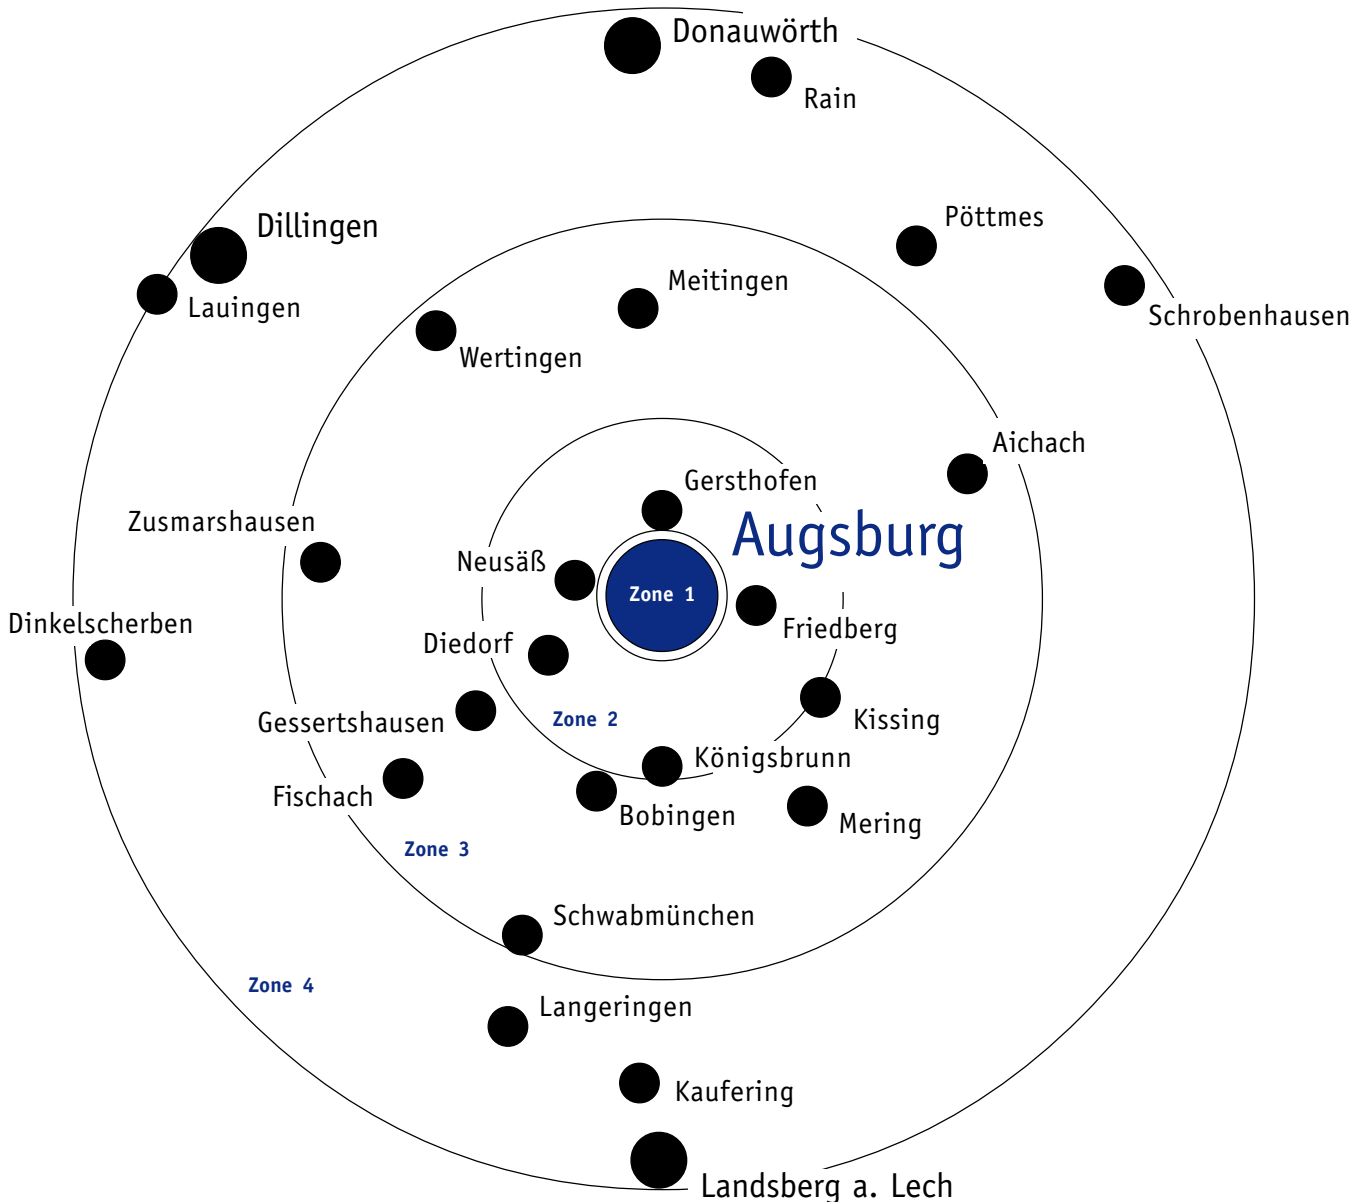 Donauwörth
Rain
Pöttmes
Dillingen
Meitingen
Lauingen
Schrobenhausen
Wertingen
Aichach
Gersthofen
Zusmarshausen
Augsburg
Neusäß
Zone 1
Dinkelscherben
Friedberg
Diedorf
Zone 2
Kissing
Gessertshausen
Königsbrunn
Fischach
Bobingen
Mering
Zone 3
Schwabmünchen
Zone 4
Langeringen
Kaufering
Landsberg a. Lech